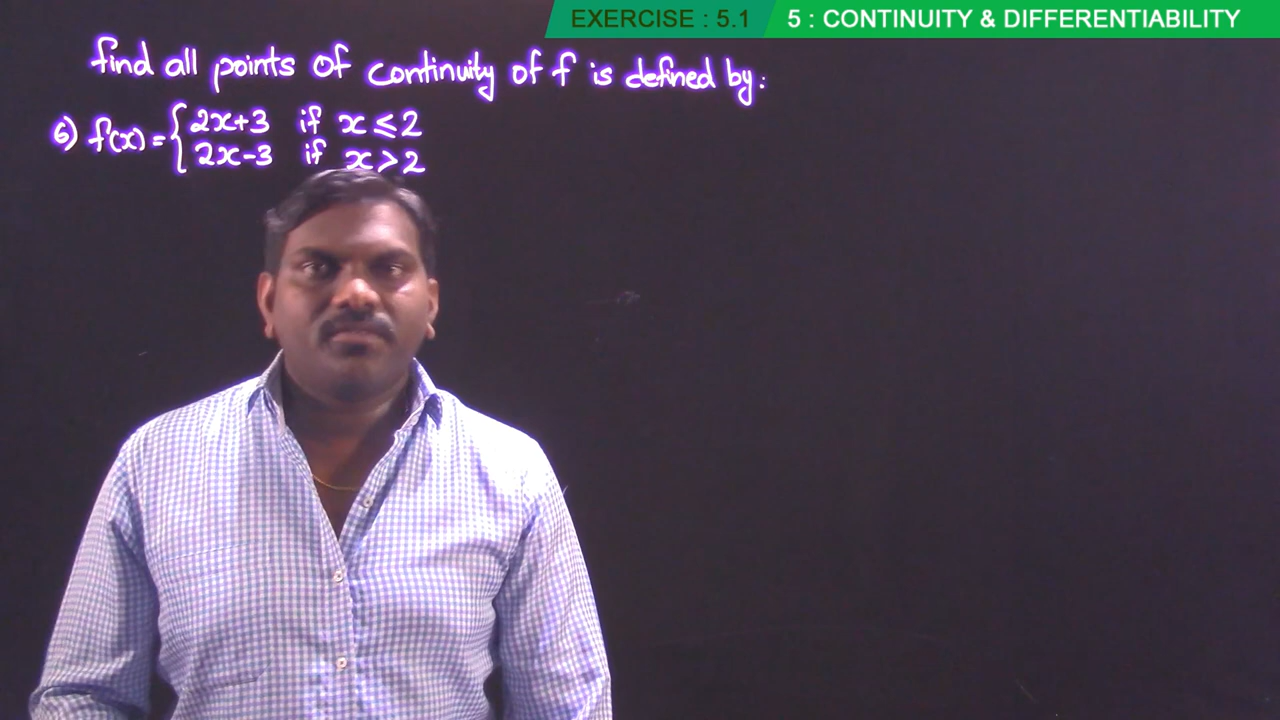 EXERCISE : 5.1 5 : CONTINUITY & DIFFERENTIABILITY
find all points of continuity of f is defined by:
6) f(x) = { 2x+3 if x ≤ 2
2x-3 if x > 2